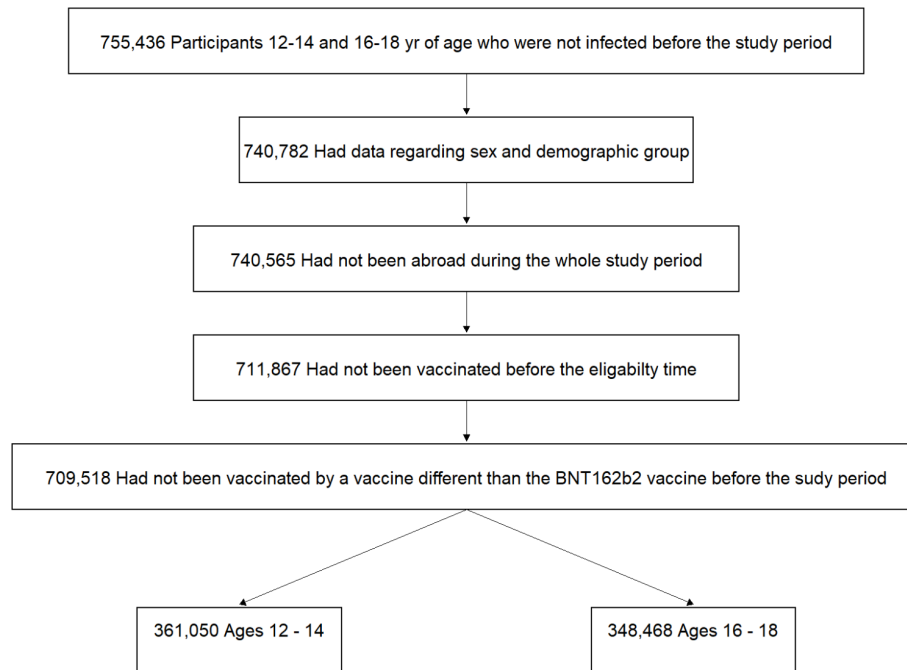 755,436 Participants 12-14 and 16-18 yr of age who were not infected before the study period
740,782 Had data regarding sex and demographic group
740,565 Had not been abroad during the whole study period
711,867 Had not been vaccinated before the eligabilty time
709,518 Had not been vaccinated by a vaccine different than the BNT162b2 vaccine before the sudy period
361,050 Ages 12 - 14
348,468 Ages 16 - 18